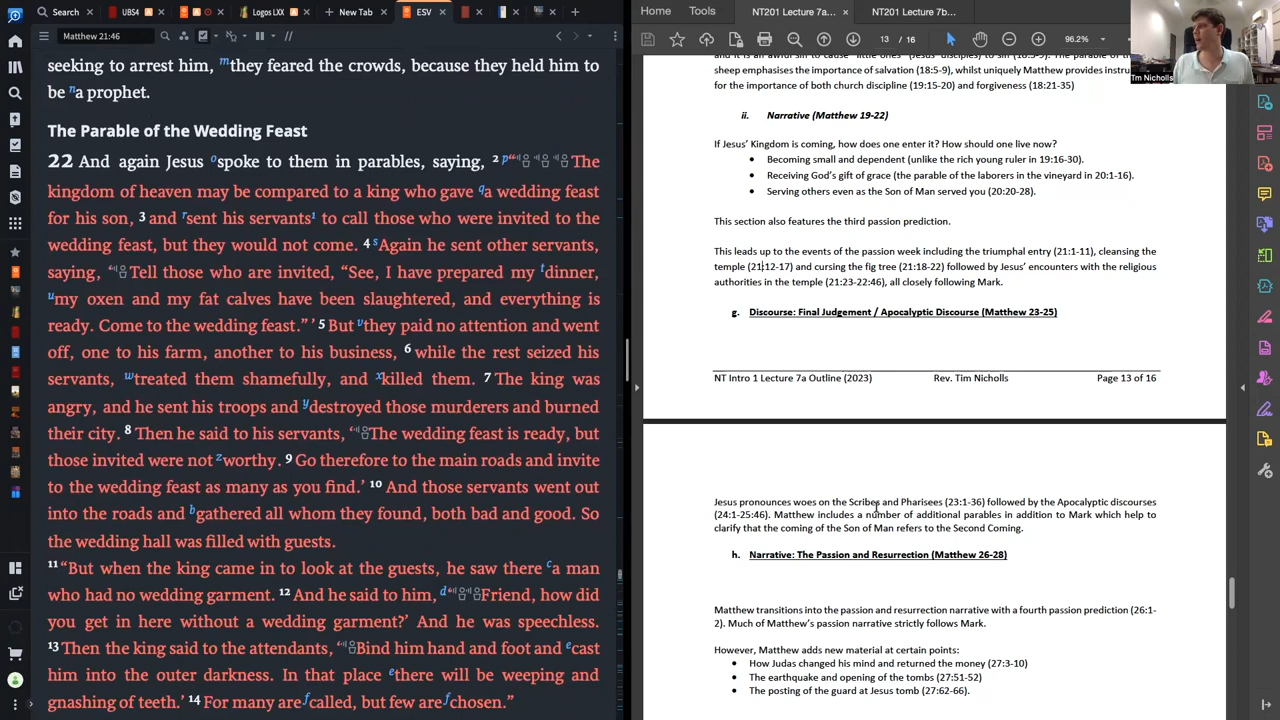 UBS4
Logos LXX
New Tab
ESV
Matthew 21:46
seeking to arrest him, m they feared the crowds, because they held him to
be n a prophet.
The Parable of the Wedding Feast
22 And again Jesus o spoke to them in parables, saying, 2 p “The
kingdom of heaven may be compared to a king who gave q a wedding feast
for his son, 3 and r sent his servants 1 to call those who were invited to the
wedding feast, but they would not come. 4 s Again he sent other servants,
saying, ‘Tell those who are invited, “See, I have prepared my t dinner,
u my oxen and my fat calves have been slaughtered, and everything is
ready. Come to the wedding feast.” ’ 5 But v they paid no attention and went
off, one to his farm, another to his business, 6 while the rest seized his
servants, w treated them shamefully, and x killed them. 7 The king was
angry, and he sent his troops and y destroyed those murderers and burned
their city. 8 Then he said to his servants, ‘The wedding feast is ready, but
those invited were not z worthy. 9 Go therefore to the main roads and invite
to the wedding feast as many as you find.’ 10 And those servants went out
into the roads and b gathered all whom they found, both bad and good. So
the wedding hall was filled with guests.
11 “But when the king came in to look at the guests, he saw there c a man
who had no wedding garment. 12 And he said to him, d ‘Friend, how did
you get in here without a wedding garment?’ And he was speechless.
13 Then the king said to the attendants, ‘Bind him hand and foot and e cast
him into the outer darkness. In that place e there will be weeping and
gnashing of teeth.’ 14 For many are f called, but few are f chosen.”
Home Tools NT201 Lecture 7a... × NT201 Lecture 7b...
13 / 16 96.2%
Tm Nicholls
sheep emphasises the importance of salvation (18:5-9), whilst uniquely Matthew provides instru
for the importance of both church discipline (19:15-20) and forgiveness (18:21-35)
ii. Narrative (Matthew 19-22)
If Jesus’ Kingdom is coming, how does one enter it? How should one live now?
• Becoming small and dependent (unlike the rich young ruler in 19:16-30).
• Receiving God’s gift of grace (the parable of the laborers in the vineyard in 20:1-16).
• Serving others even as the Son of Man served you (20:20-28).
This section also features the third passion prediction.
This leads up to the events of the passion week including the triumphal entry (21:1-11), cleansing the
temple (21:12-17) and cursing the fig tree (21:18-22) followed by Jesus’ encounters with the religious
authorities in the temple (21:23-22:46), all closely following Mark.
g. Discourse: Final Judgement / Apocalyptic Discourse (Matthew 23-25)
NT Intro 1 Lecture 7a Outline (2023) Rev. Tim Nicholls Page 13 of 16
Jesus pronounces woes on the Scribes and Pharisees (23:1-36) followed by the Apocalyptic discourses
(24:1-25:46). Matthew includes a number of additional parables in addition to Mark which help to
clarify that the coming of the Son of Man refers to the Second Coming.
h. Narrative: The Passion and Resurrection (Matthew 26-28)
Matthew transitions into the passion and resurrection narrative with a fourth passion prediction (26:1-
2). Much of Matthew’s passion narrative strictly follows Mark.
However, Matthew adds new material at certain points:
• How Judas changed his mind and returned the money (27:3-10)
• The earthquake and opening of the tombs (27:51-52)
• The posting of the guard at Jesus tomb (27:62-66).